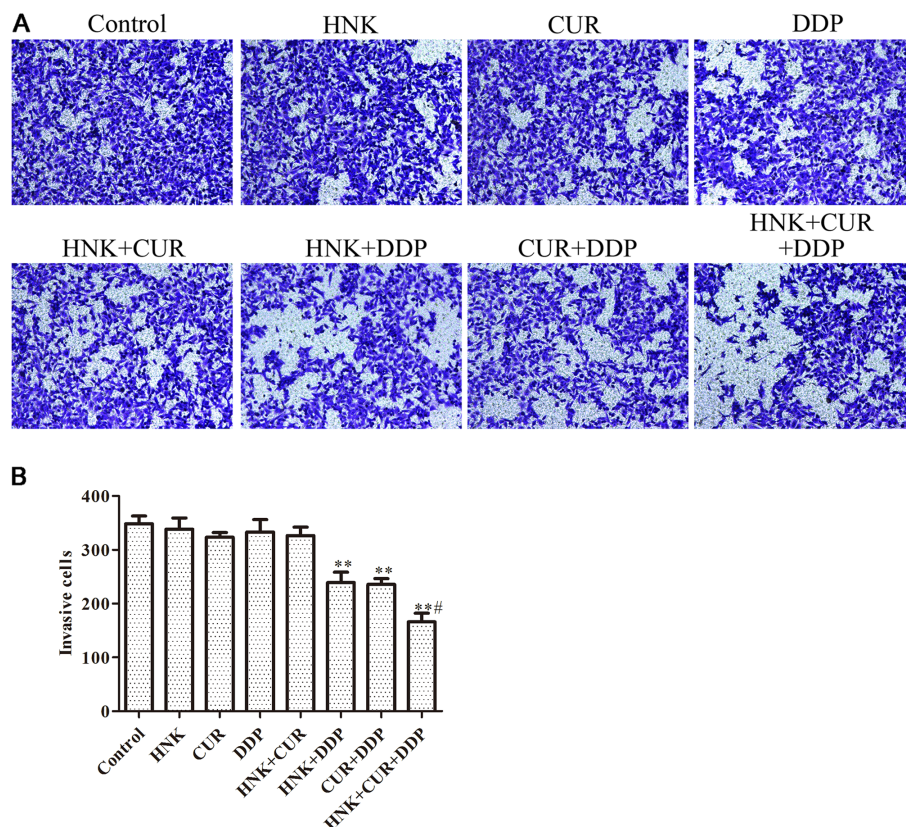 A
Control HNK CUR DDP
HNK+CUR HNK+DDP CUR+DDP HNK+CUR
+DDP
B
Invasive cells
400
300
200
100
0
** ** **#
Control HNK CUR DDP HNK+CUR HNK+DDP CUR+DDP HNK+CUR+DDP